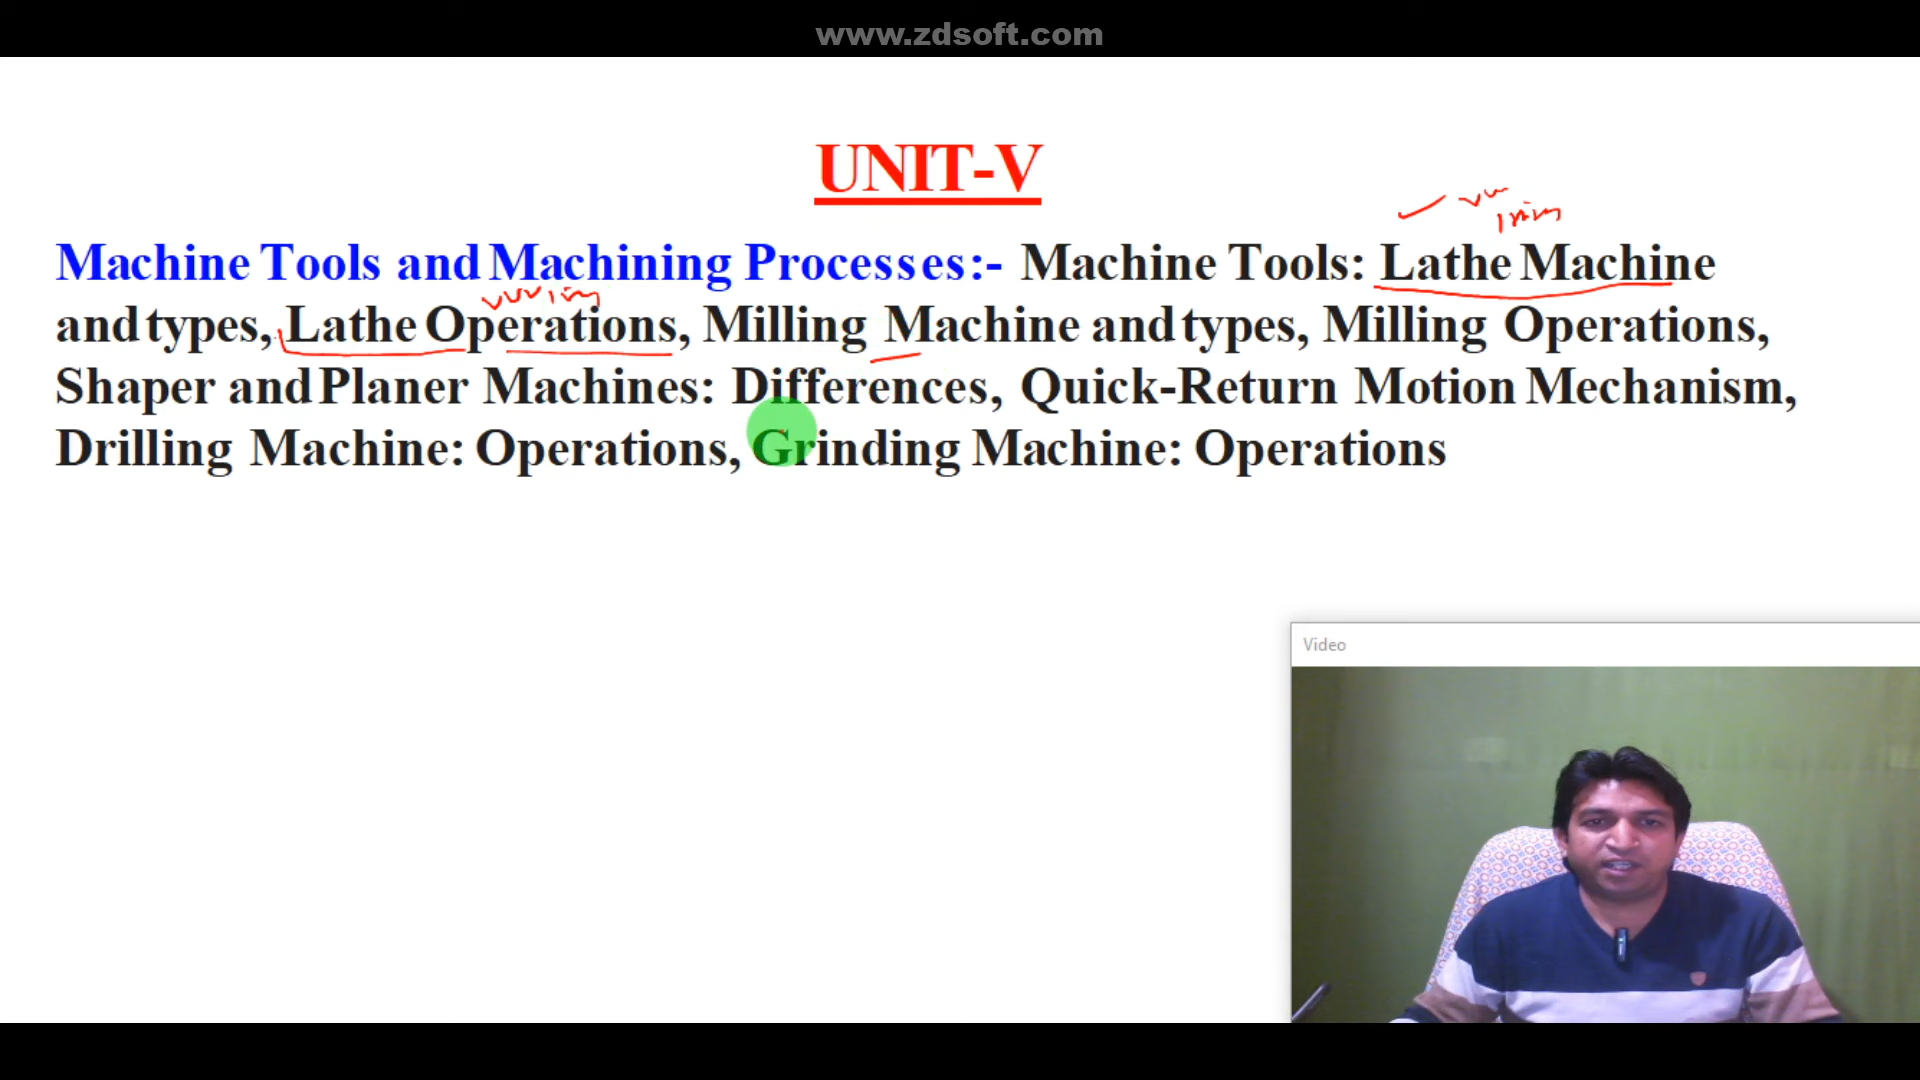 www.zdsoft.com
UNIT-V
Machine Tools and Machining Processes:- Machine Tools: Lathe Machine
and types, Lathe Operations, Milling Machine and types, Milling Operations,
Shaper and Planer Machines: Differences, Quick-Return Motion Mechanism,
Drilling Machine: Operations, Grinding Machine: Operations
Video